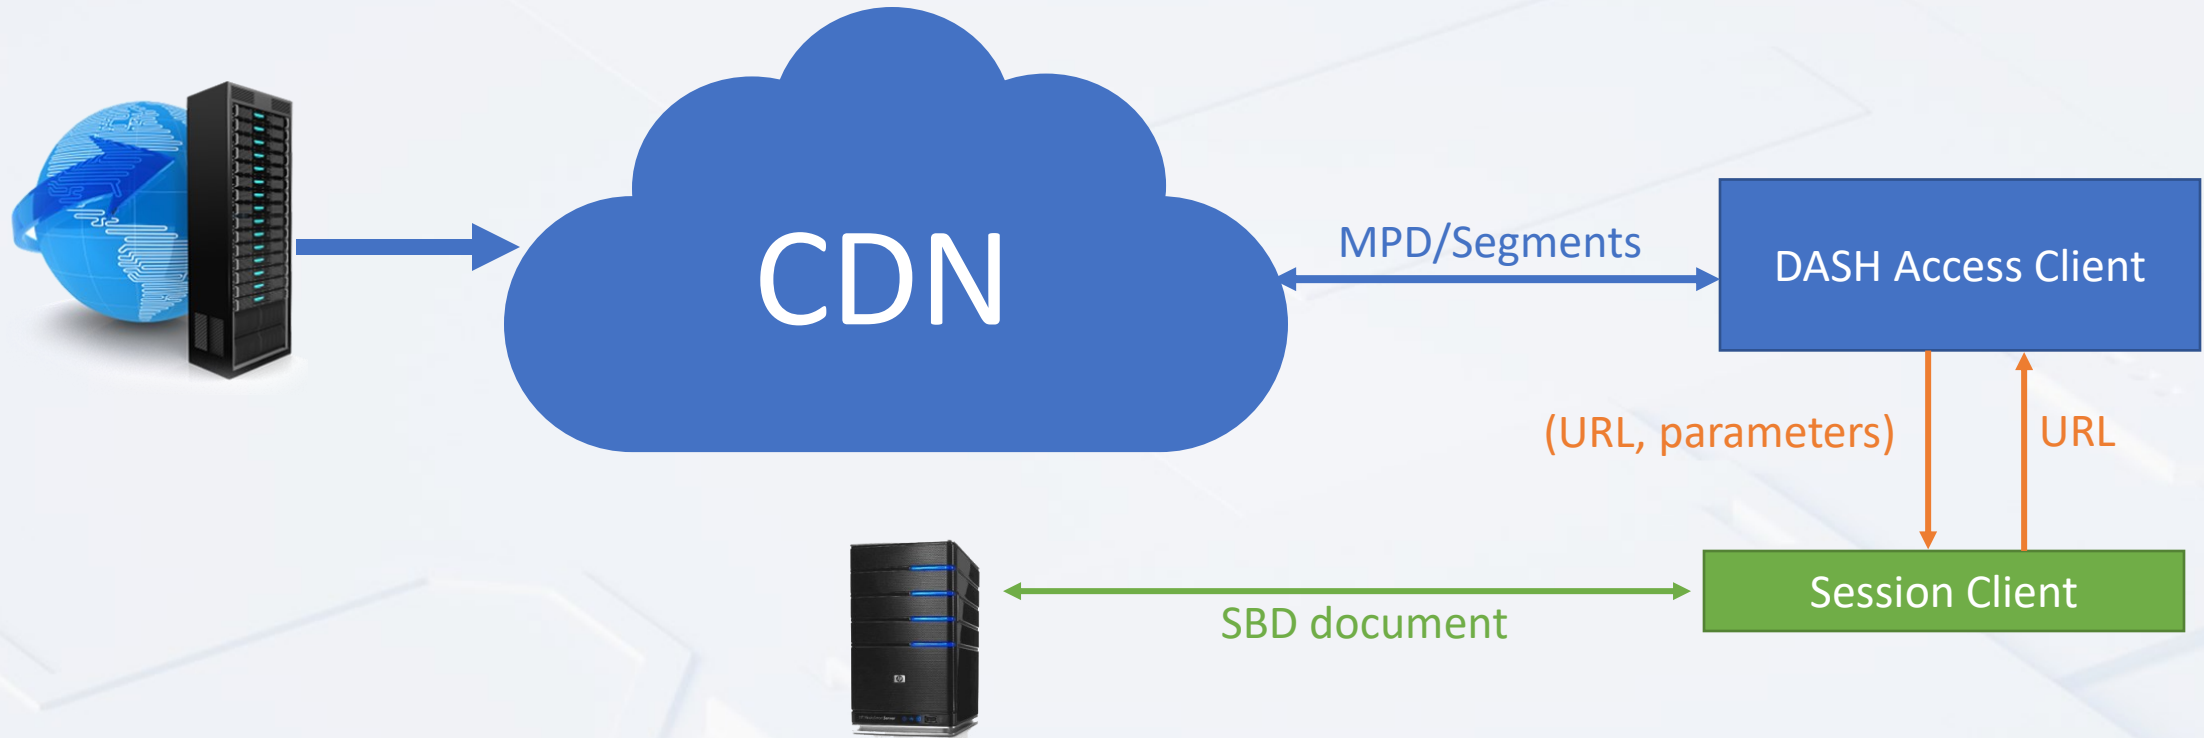 CDN
MPD/Segments
DASH Access Client
(URL, parameters)
URL
Session Client
SBD document